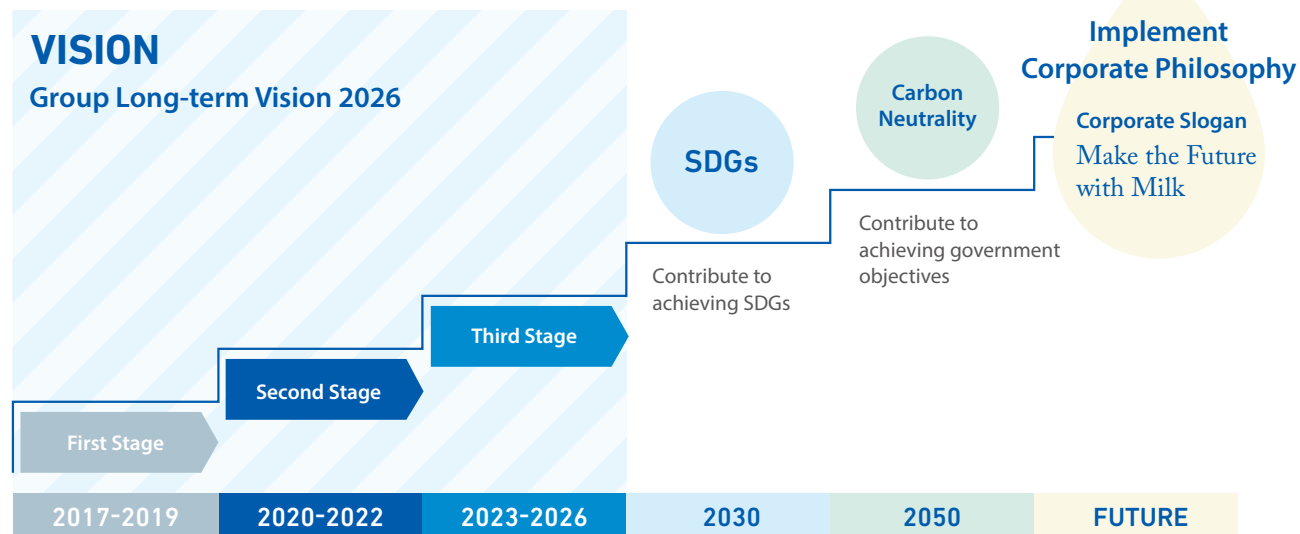 VISION
Group Long-term Vision 2026
First Stage
Second Stage
Third Stage
SDGs
Contribute to
achieving SDGs
Carbon
Neutrality
Contribute to
achieving government
objectives
Implement
Corporate Philosophy
Corporate Slogan
Make the Future
with Milk
2017-2019
2020-2022
2023-2026
2030
2050
FUTURE